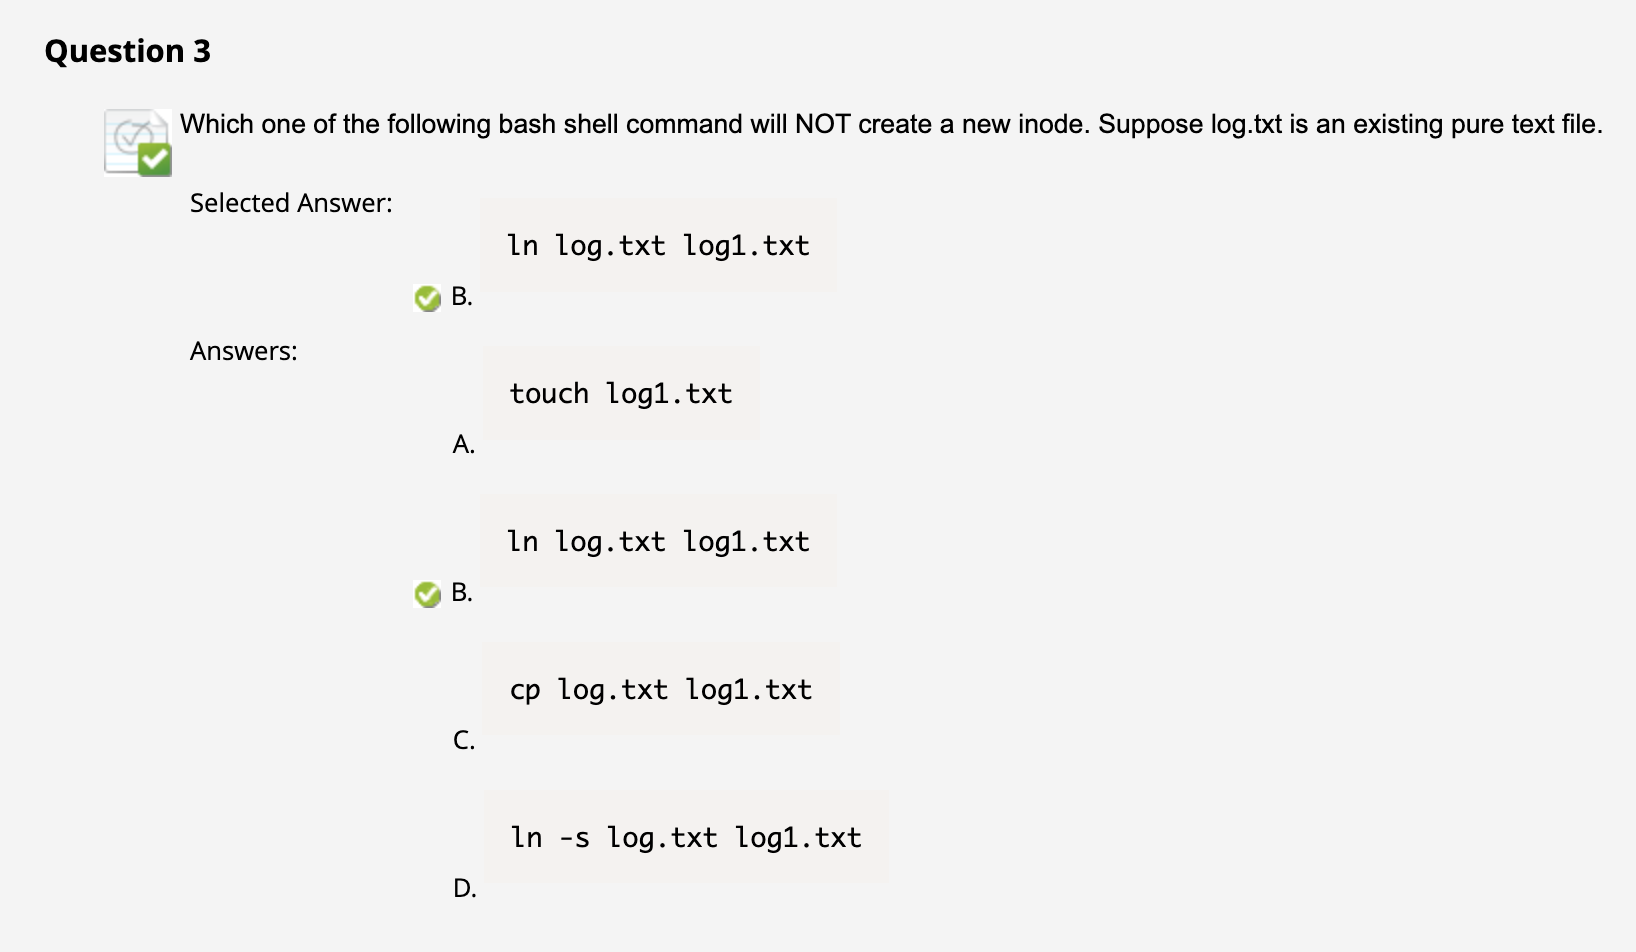 Question 3
Which one of the following bash shell command will NOT create a new inode. Suppose log.txt is an existing pure text file.
Selected Answer:
ln log.txt log1.txt
B.
Answers:
touch log1.txt
A.
ln log.txt log1.txt
B.
cp log.txt log1.txt
C.
ln -s log.txt log1.txt
D.